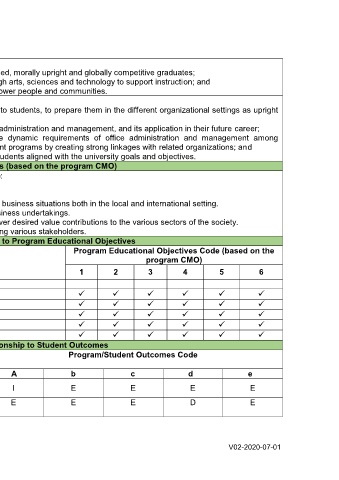 ed, morally upright and globally competitive graduates;
gh arts, sciences and technology to support instruction; and
ower people and communities.
to students, to prepare them in the different organizational settings as upright
administration and management, and its application in their future career;
e dynamic requirements of office administration and management among
nt programs by creating strong linkages with related organizations; and
udents aligned with the university goals and objectives.
s (based on the program CMO)
:
business situations both in the local and international setting.
siness undertakings.
ver desired value contributions to the various sectors of the society.
ng various stakeholders.
to Program Educational Objectives
Program Educational Objectives Code (based on the
program CMO)
1 2 3 4 5 6
✓ ✓ ✓ ✓ ✓ ✓
✓ ✓ ✓ ✓ ✓ ✓
✓ ✓ ✓ ✓ ✓ ✓
✓ ✓ ✓ ✓ ✓ ✓
✓ ✓ ✓ ✓ ✓ ✓
onship to Student Outcomes
Program/Student Outcomes Code
A b c d e
I E E E E
E E E D E
V02-2020-07-01